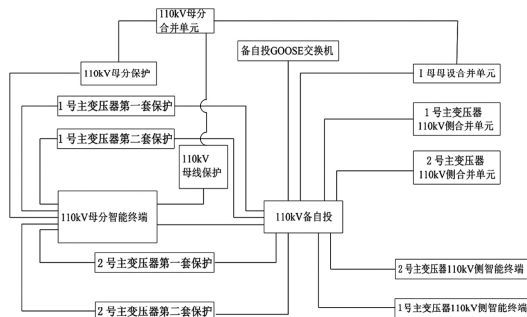 110kV母分
合并单元
备自投GOOSE交换机
110kV母分保护
I 母母设合并单元
1号主变压器第一套保护
1号主变压器
110kV侧合并单元
1号主变压器第二套保护
110kV
母线保护
2号主变压器
110kV侧合并单元
110kV母分智能终端
110kV备自投
2号主变压器第一套保护
2号主变压器110kV侧智能终端
2号主变压器第二套保护
1号主变压器110kV侧智能终端